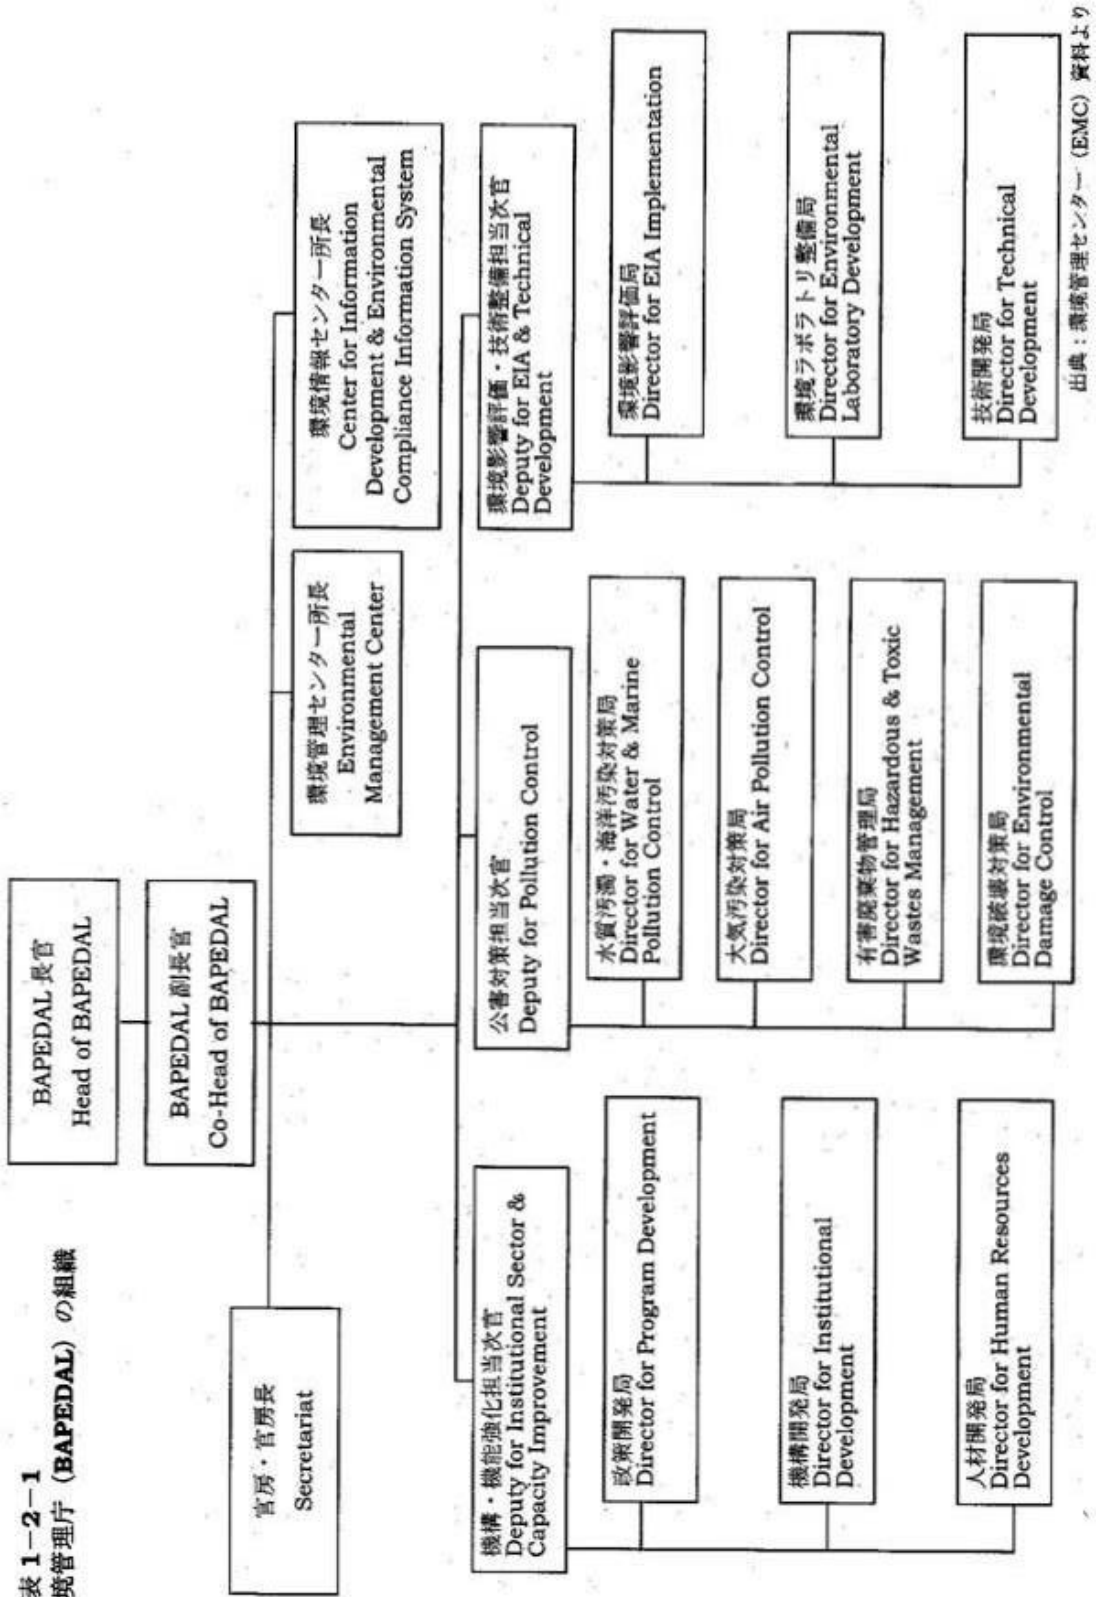 表 1−2−1
境管理庁 (BAPEDAL) の組織
BAPEDAL 長官
Head of BAPEDAL
BAPEDAL 副長官
Co-Head of BAPEDAL
官房・官房長
Secretariat
環境管理センター所長
Environmental
Management Center
環境情報センター所長
Center for Information
Development & Environmental
Compliance Information System
機構・機能強化担当次官
Deputy for Institutional Sector &
Capacity Improvement
政策開発局
Director for Program Development
機構開発局
Director for Institutional
Development
人材開発局
Director for Human Resources
Development
公害対策担当次官
Deputy for Pollution Control
水質汚濁・海洋汚染対策局
Director for Water & Marine
Pollution Control
大気汚染対策局
Director for Air Pollution Control
有害廃棄物管理局
Director for Hazardous & Toxic
Wastes Management
環境破壊対策局
Director for Environmental
Damage Control
環境影響評価・技術整備担当次官
Deputy for EIA & Technical
Development
環境影響評価局
Director for EIA Implementation
環境ラボラトリ整備局
Director for Environmental
Laboratory Development
技術開発局
Director for Technical
Development
出典：環境管理センター (EMC) 資料より